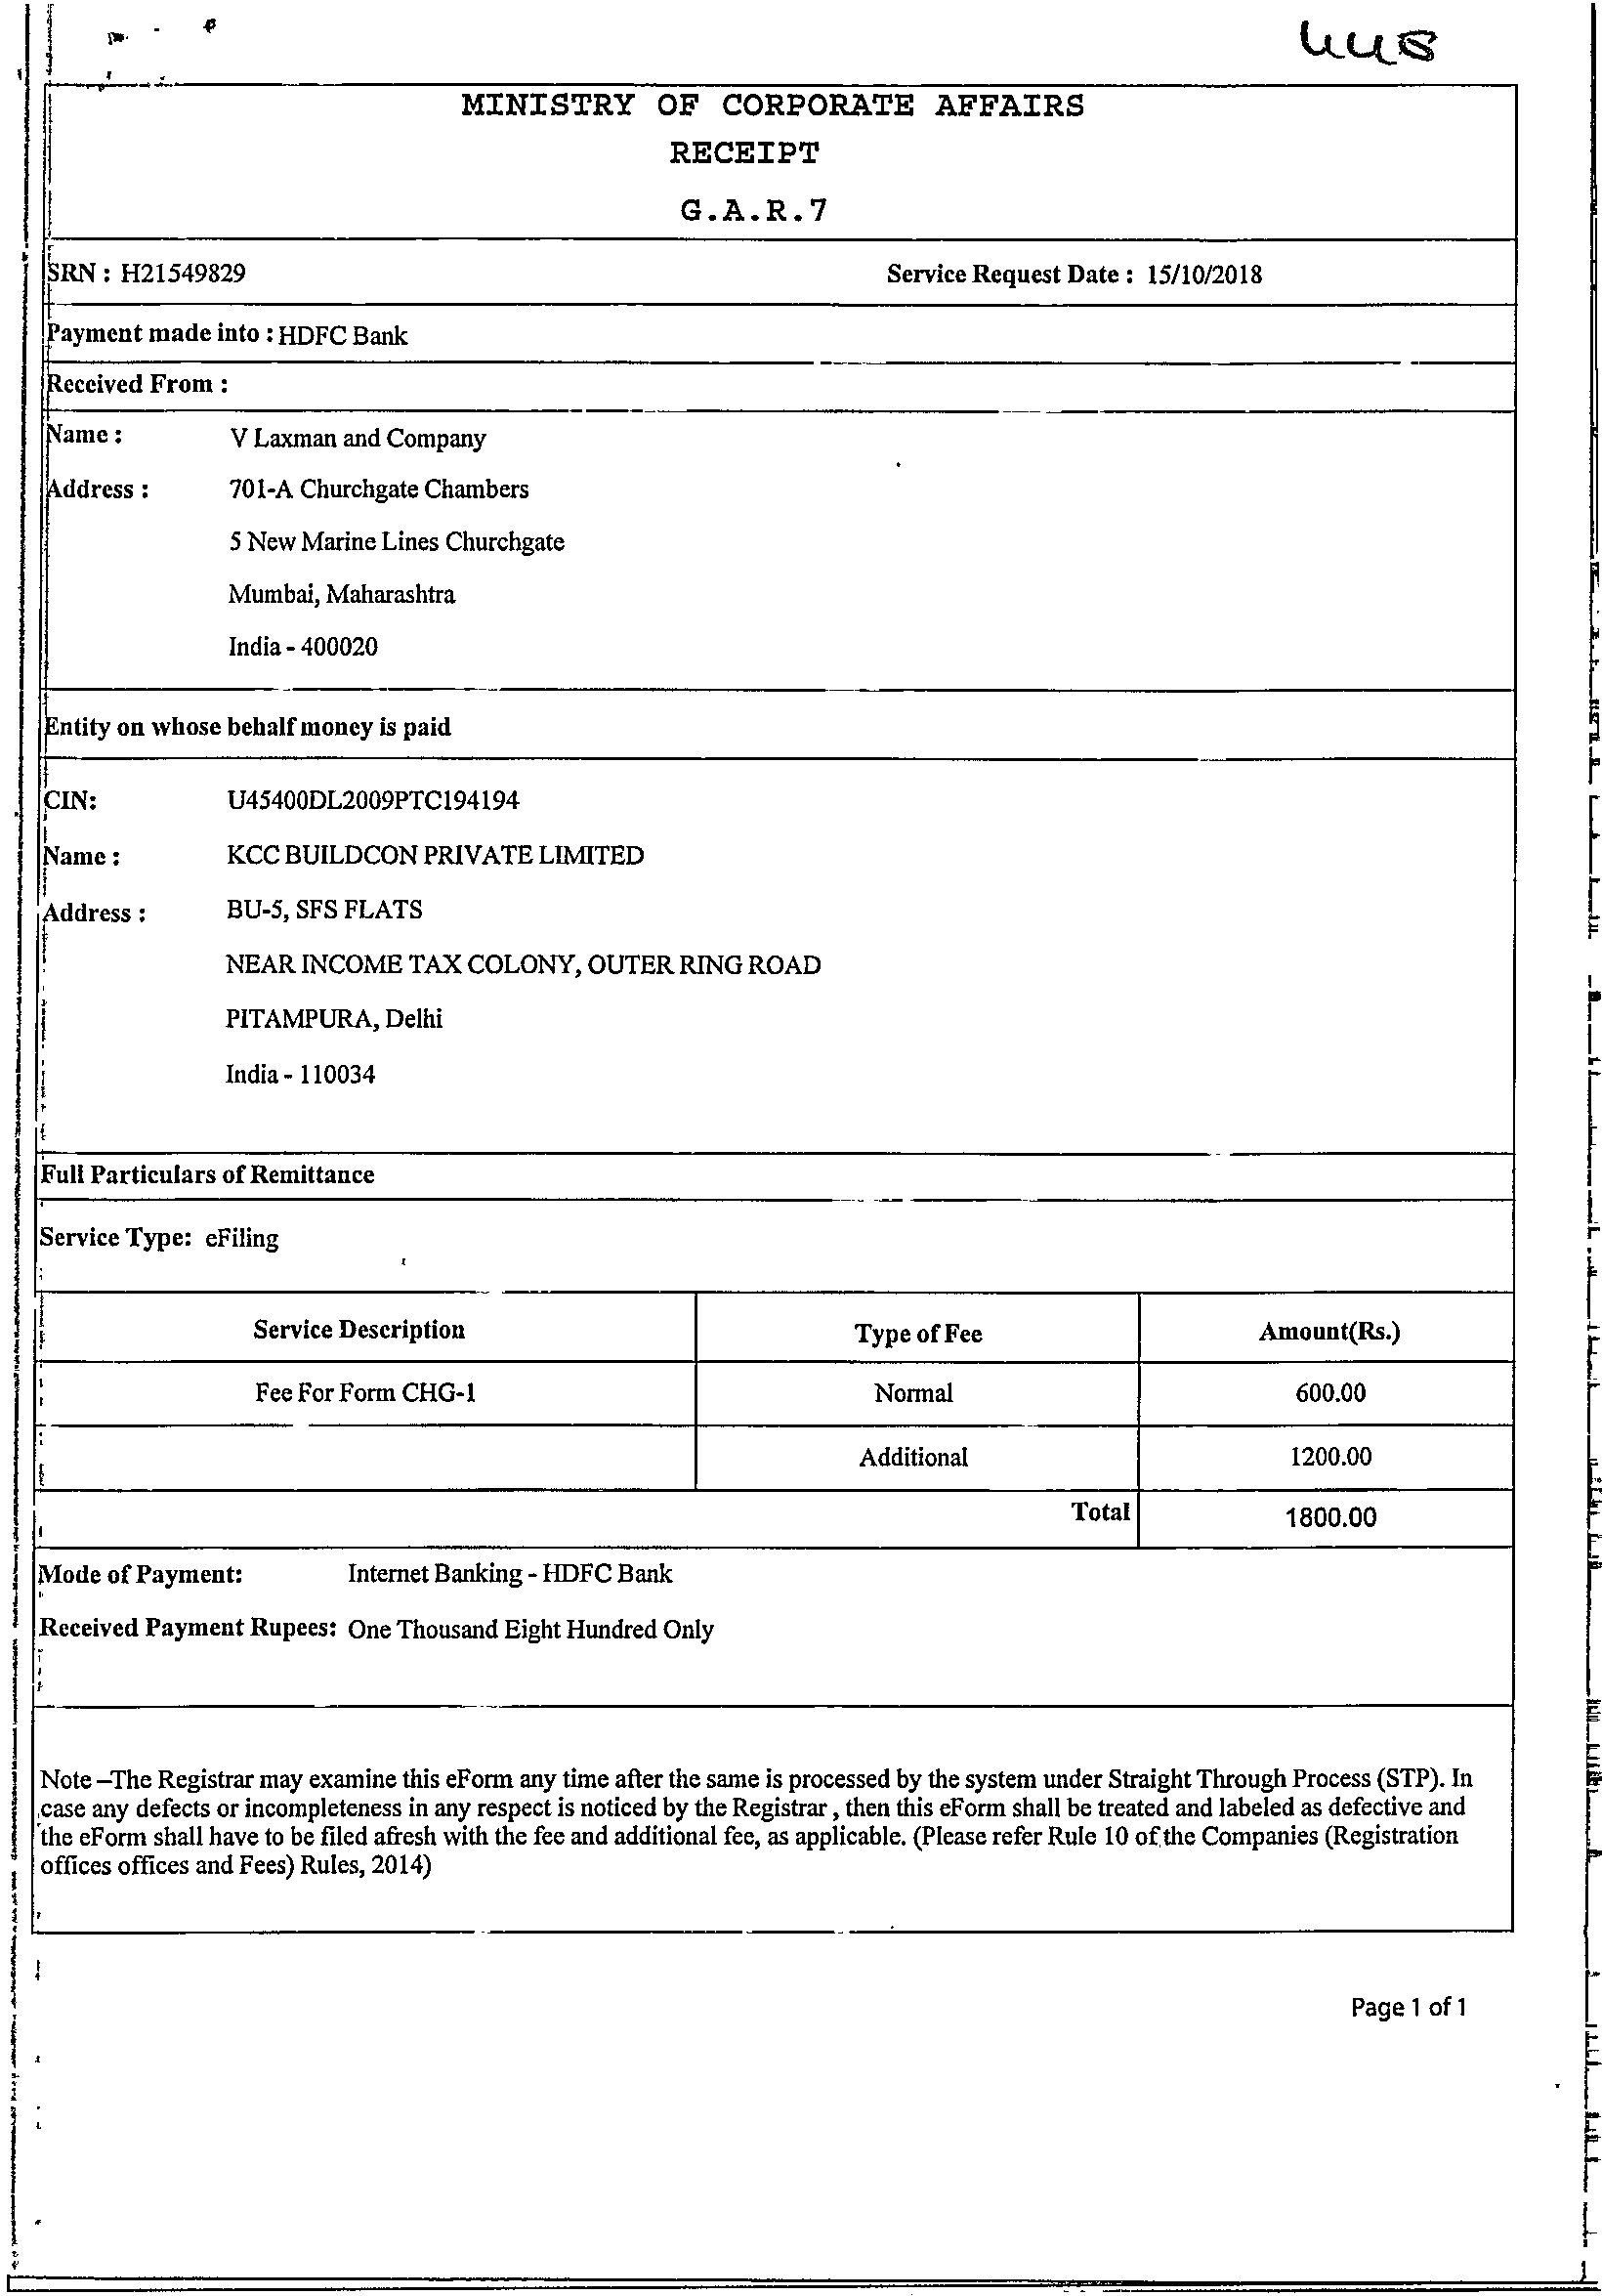 448
MINISTRY OF CORPORATE AFFAIRS
RECEIPT
G.A.R.7
SRN : H21549829 Service Request Date : 15/10/2018
Payment made into : HDFC Bank
Received From :
Name : V Laxman and Company
Address : 701-A Churchgate Chambers
5 New Marine Lines Churchgate
Mumbai, Maharashtra
India - 400020
Entity on whose behalf money is paid
CIN: U45400DL2009PTC194194
Name : KCC BUILDCON PRIVATE LIMITED
Address : BU-5, SFS FLATS
NEAR INCOME TAX COLONY, OUTER RING ROAD
PITAMPURA, Delhi
India - 110034
Full Particulars of Remittance
Service Type: eFiling
Service Description Type of Fee Amount(Rs.)
Fee For Form CHG-1 Normal 600.00
Additional 1200.00
Total 1800.00
Mode of Payment: Internet Banking - HDFC Bank
Received Payment Rupees: One Thousand Eight Hundred Only
Note –The Registrar may examine this eForm any time after the same is processed by the system under Straight Through Process (STP). In
case any defects or incompleteness in any respect is noticed by the Registrar , then this eForm shall be treated and labeled as defective and
the eForm shall have to be filed afresh with the fee and additional fee, as applicable. (Please refer Rule 10 of the Companies (Registration
offices offices and Fees) Rules, 2014)
Page 1 of 1